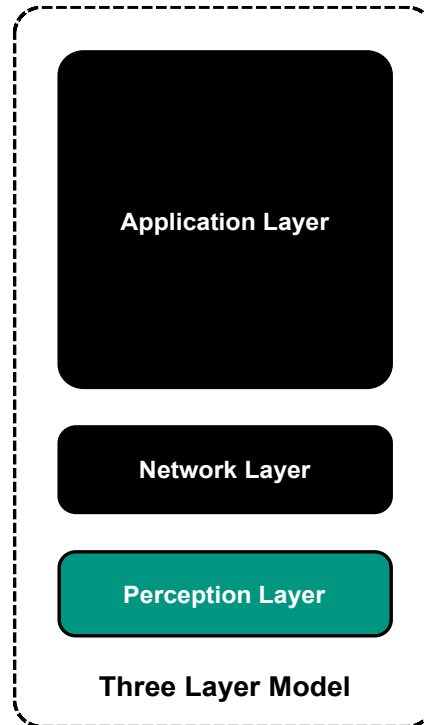 Application Layer
Network Layer
Perception Layer
Three Layer Model